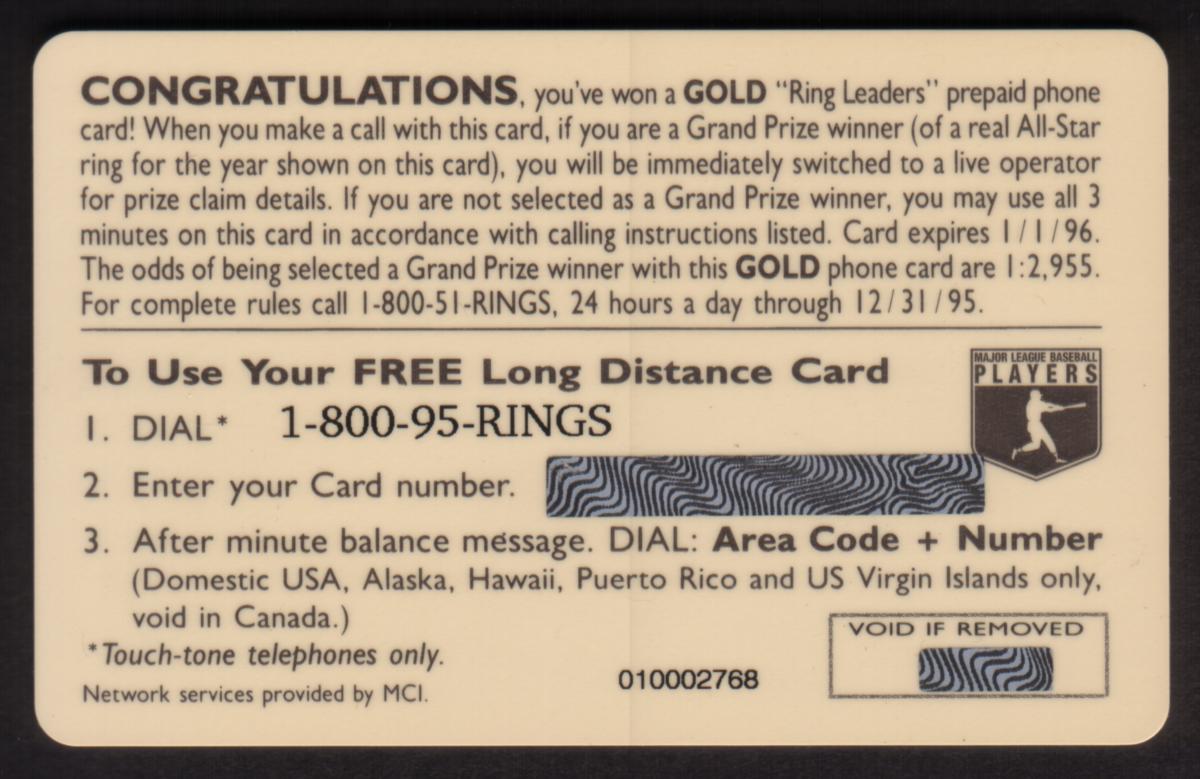 CONGRATULATIONS, you've won a GOLD "Ring Leaders" prepaid phone
card! When you make a call with this card, if you are a Grand Prize winner (of a real All-Star
ring for the year shown on this card), you will be immediately switched to a live operator
for prize claim details. If you are not selected as a Grand Prize winner, you may use all 3
minutes on this card in accordance with calling instructions listed. Card expires 1/1/96.
The odds of being selected a Grand Prize winner with this GOLD phone card are 1:2,955.
For complete rules call 1-800-51-RINGS, 24 hours a day through 12/31/95.
To Use Your FREE Long Distance Card
MAJOR LEAGUE BASEBALL
PLAYERS
1. DIAL* 1-800-95-RINGS
2. Enter your Card number.
3. After minute balance message. DIAL: Area Code + Number
(Domestic USA, Alaska, Hawaii, Puerto Rico and US Virgin Islands only,
void in Canada.)
*Touch-tone telephones only.
Network services provided by MCI.
010002768
VOID IF REMOVED